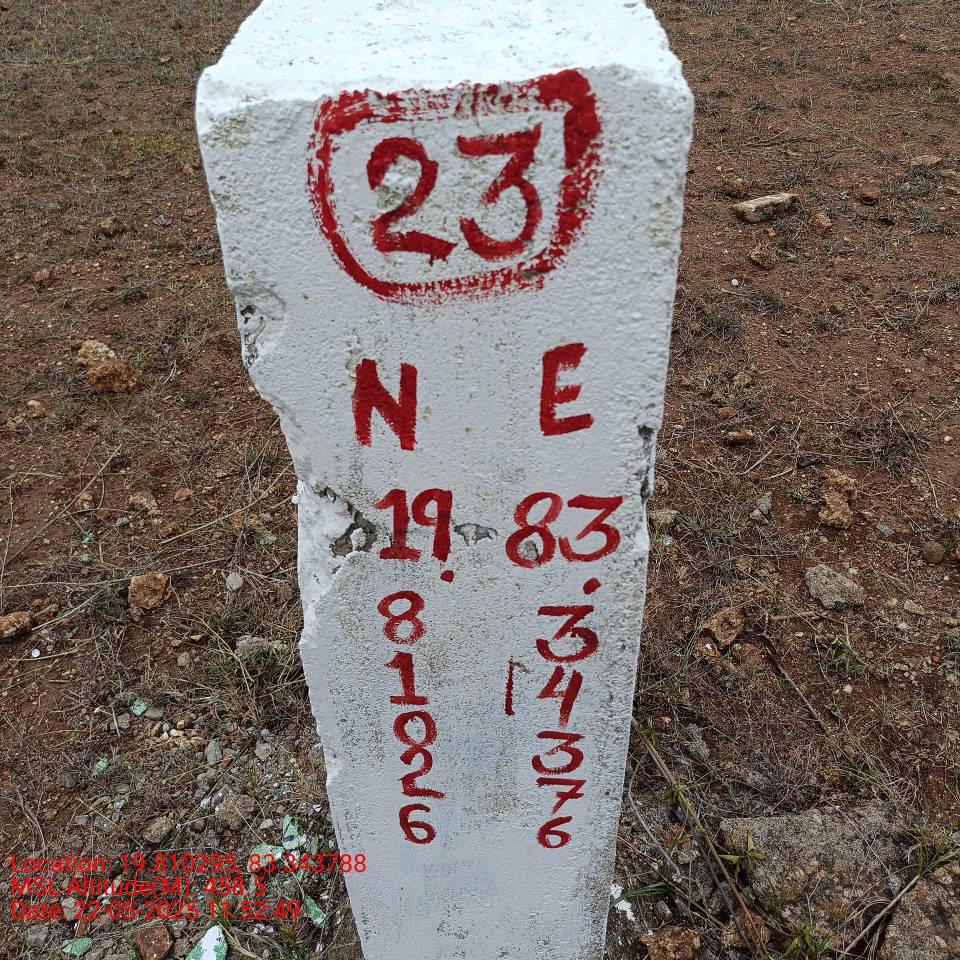 23
N E
19. 83.
8 3
1 4
0 3
2 7
6 6
Location: 19.810295, 83.343788
MSL Altitude(M): 458.5
Date: 22-05-2025 11:52:49